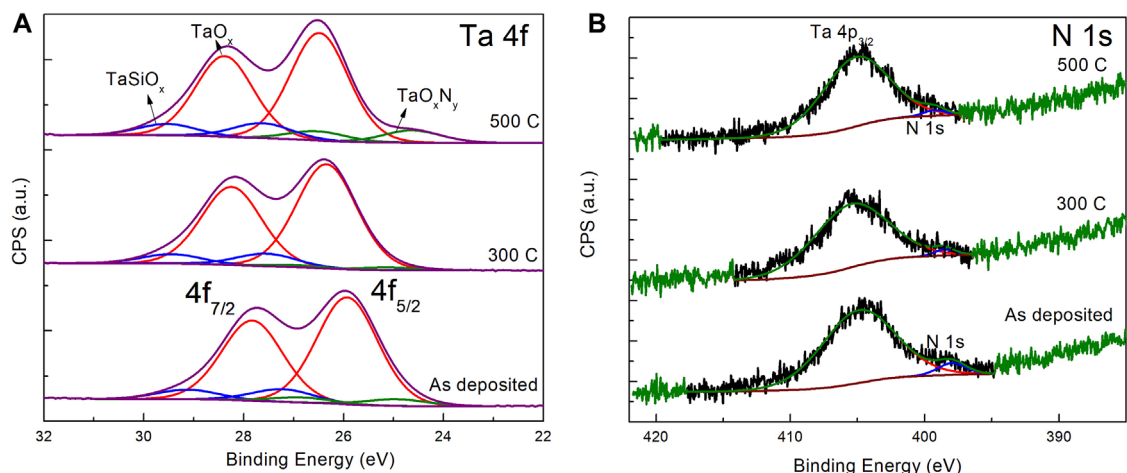 A
Ta 4f
TaOₓ
TaSiOₓ
TaOₓNᵧ
500 C
300 C
4f7/2
4f5/2
As deposited
CPS (a.u.)
32 30 28 26 24 22
Binding Energy (eV)
B
N 1s
Ta 4p3/2
500 C
N 1s
300 C
As deposited
N 1s
CPS (a.u.)
420 410 400 390
Binding Energy (eV)